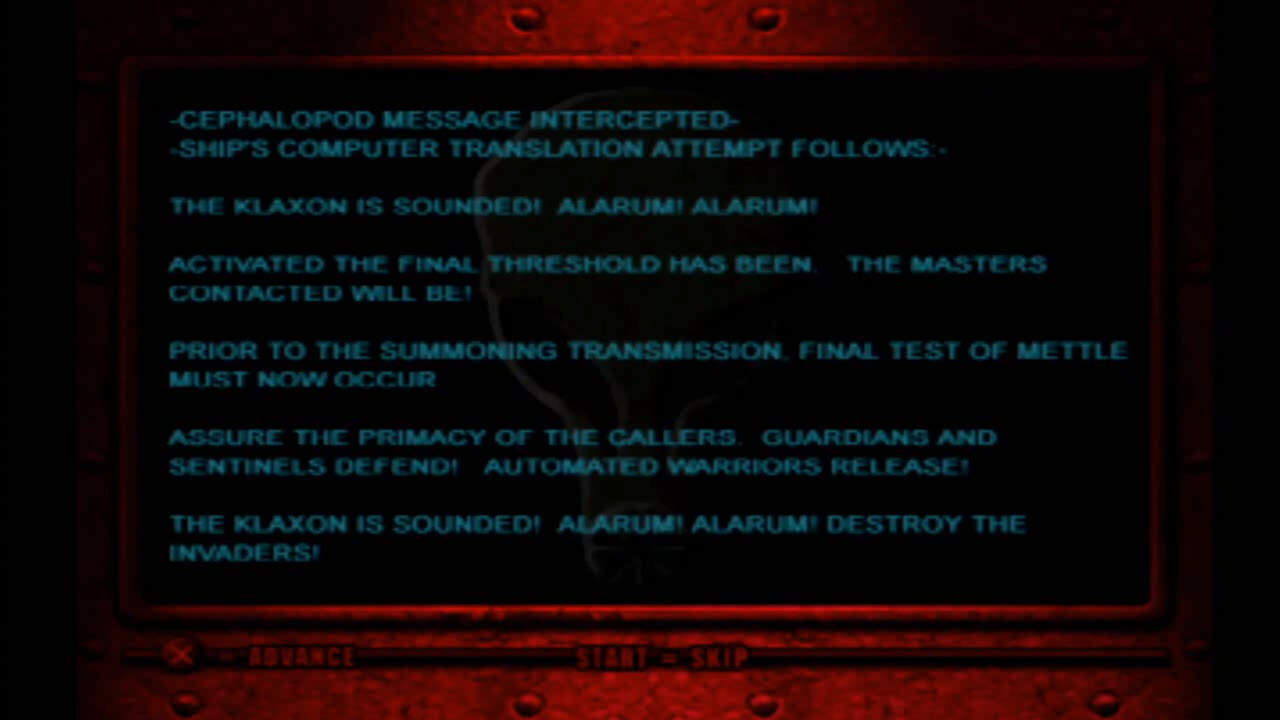 -CEPHALOPOD MESSAGE INTERCEPTED-
-SHIP'S COMPUTER TRANSLATION ATTEMPT FOLLOWS:-
THE KLAXON IS SOUNDED! ALARUM! ALARUM!
ACTIVATED THE FINAL THRESHOLD HAS BEEN. THE MASTERS
CONTACTED WILL BE!
PRIOR TO THE SUMMONING TRANSMISSION, FINAL TEST OF METTLE
MUST NOW OCCUR
ASSURE THE PRIMACY OF THE CALLERS. GUARDIANS AND
SENTINELS DEFEND! AUTOMATED WARRIORS RELEASE!
THE KLAXON IS SOUNDED! ALARUM! ALARUM! DESTROY THE
INVADERS!
X - ADVANCE START = SKIP